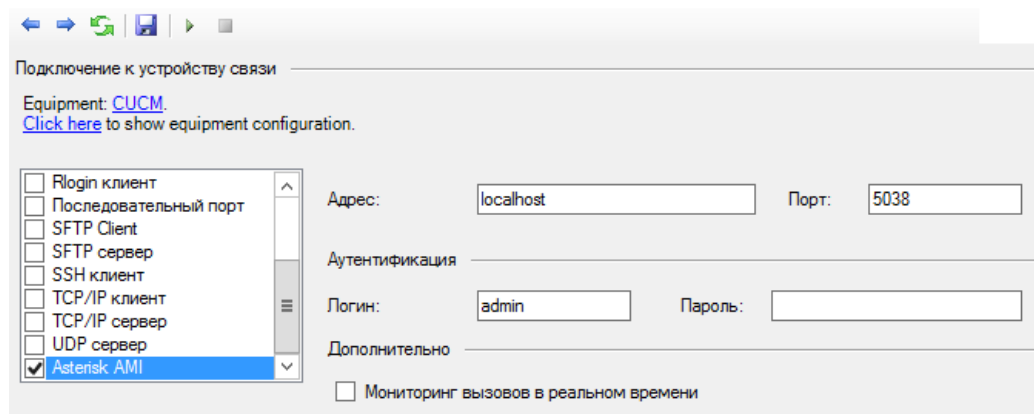 Подключение к устройству связи
Equipment: CUCM.
Click here to show equipment configuration.
Rlogin клиент
Последовательный порт
SFTP Client
SFTP сервер
SSH клиент
TCP/IP клиент
TCP/IP сервер
UDP сервер
Asterisk AMI
Адрес: localhost Порт: 5038
Аутентификация
Логин: admin Пароль:
Дополнительно
Мониторинг вызовов в реальном времени